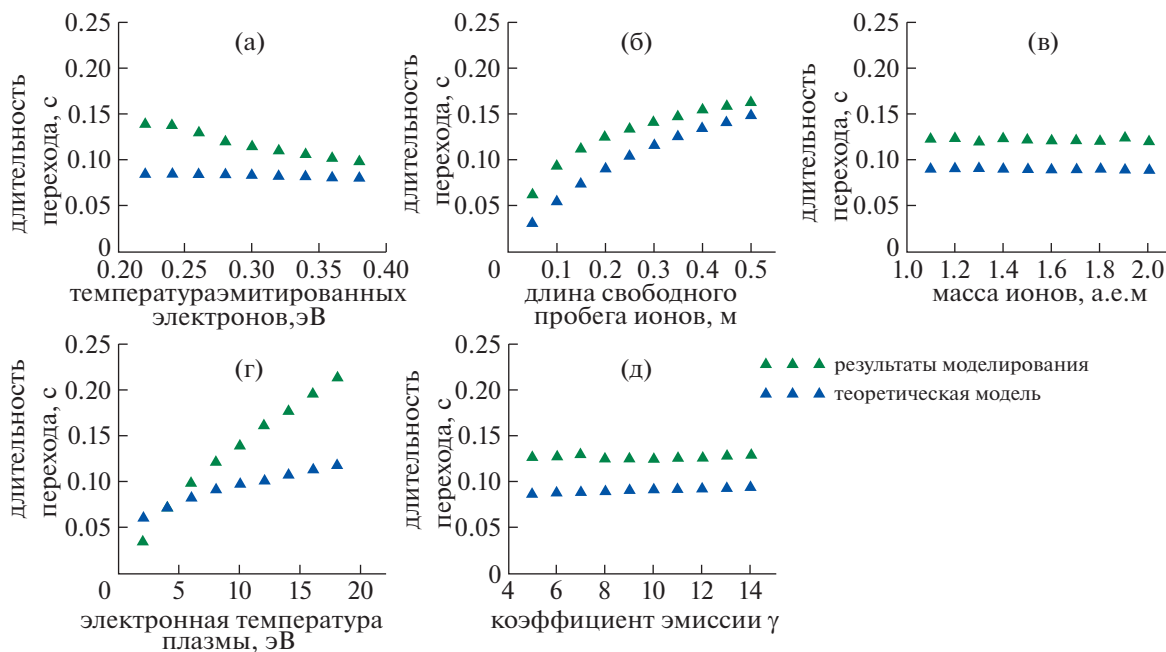 (а)
0.25
0.20
0.15
0.10
0.05
0
длительность
перехода, с
0.20 0.25 0.30 0.35 0.40
температураэмитированных
электронов,эВ
(б)
0.25
0.20
0.15
0.10
0.05
0
длительность
перехода, с
0 0.1 0.2 0.3 0.4 0.5
длина свободного
пробега ионов, м
(в)
0.25
0.20
0.15
0.10
0.05
0
длительность
перехода, с
1.0 1.2 1.4 1.6 1.8 2.0
масса ионов, а.е.м
(г)
0.25
0.20
0.15
0.10
0.05
0
длительность
перехода, с
5 10 15 20
электронная температура
плазмы, эВ
(д)
0.25
0.20
0.15
0.10
0.05
0
длительность
перехода, с
4 6 8 10 12 14
коэффициент эмиссии γ
результаты моделирования
теоретическая модель